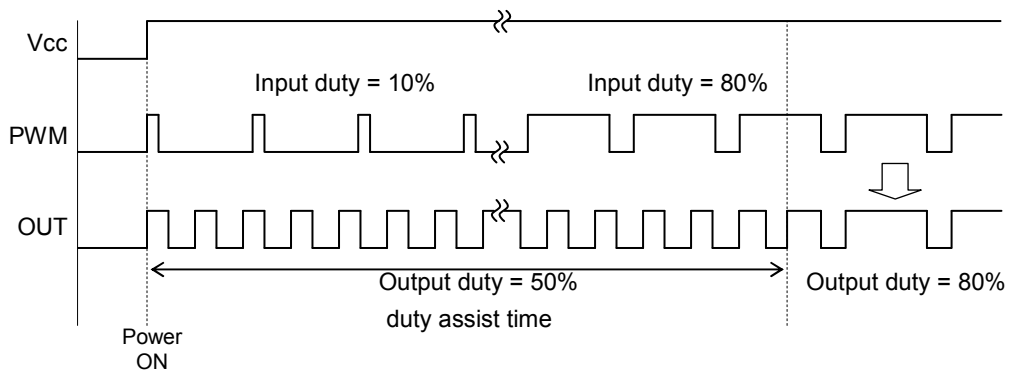 Vcc
Input duty = 10%
Input duty = 80%
PWM
OUT
Output duty = 50%
Output duty = 80%
duty assist time
Power
ON